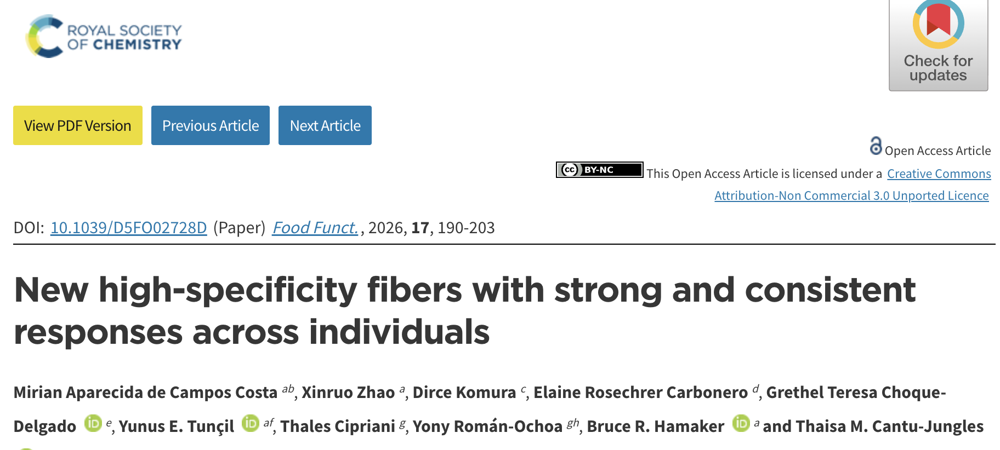 ROYAL SOCIETY
OF CHEMISTRY
Check for
updates
View PDF Version
Previous Article
Next Article
Open Access Article
cc BY-NC This Open Access Article is licensed under a Creative Commons
Attribution-Non Commercial 3.0 Unported Licence
DOI: 10.1039/D5FO02728D (Paper) Food Funct., 2026, 17, 190-203
New high-specificity fibers with strong and consistent
responses across individuals
Mirian Aparecida de Campos Costa ab, Xinruo Zhao a, Dirce Komura c, Elaine Rosechrer Carbonero d, Grethel Teresa Choque-
Delgado iD e, Yunus E. Tunçil iD af, Thales Cipriani g, Yony Román-Ochoa gh, Bruce R. Hamaker iD a and Thaisa M. Cantu-Jungles